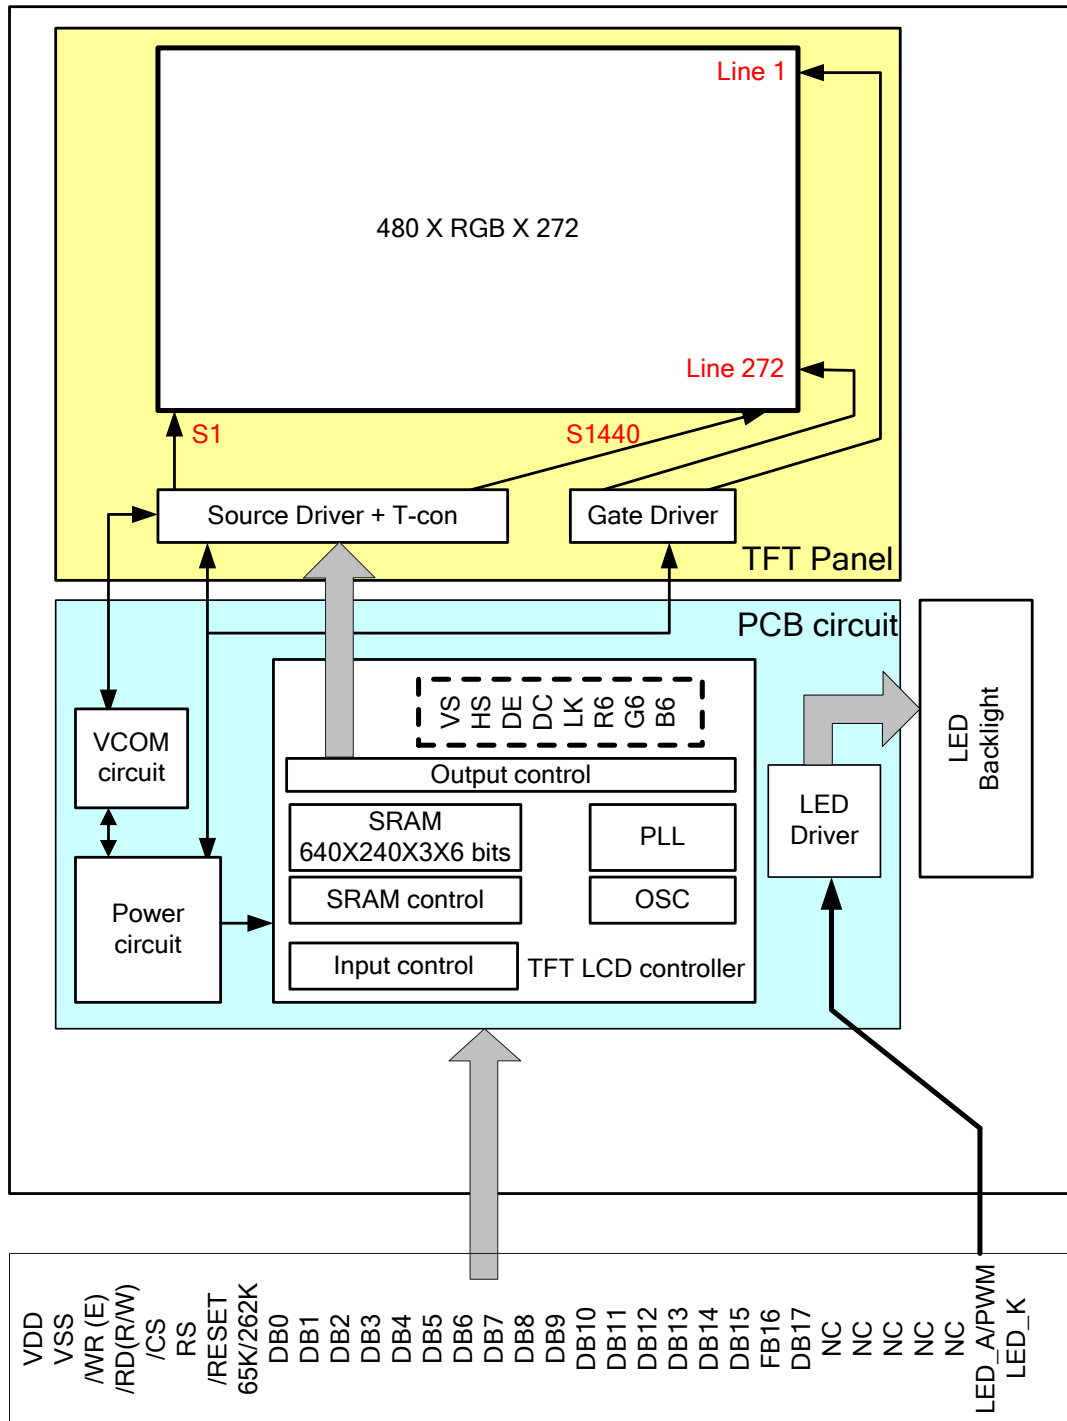 Line 1
480 X RGB X 272
Line 272
S1
S1440
Source Driver + T-con
Gate Driver
TFT Panel
PCB circuit
VS
HS
DE
DC
LK
R6
G6
B6
VCOM
circuit
Output control
LED
Driver
LED
Backlight
SRAM
640X240X3X6 bits
PLL
SRAM control
OSC
Power
circuit
Input control
TFT LCD controller
VDD
VSS
/WR (E)
/RD(R/W)
/CS
RS
/RESET
65K/262K
DB0
DB1
DB2
DB3
DB4
DB5
DB6
DB7
DB8
DB9
DB10
DB11
DB12
DB13
DB14
DB15
FB16
DB17
NC
NC
NC
NC
NC
LED_A/PWM
LED_K